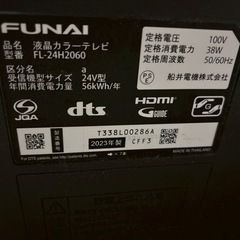 FUNAI
品名 液晶カラーテレビ
形名 FL-24H2060
区分名 a
受信機型サイズ 24V型
年間消費電力量 56kWh/年
定格電圧 100V
定格消費電力 38W
定格周波数 50/60Hz
PSE
船井電機株式会社
JQA
dts
HDMI
G GUIDE
G
T338L00286A
2023年製
CFF3
MADE IN THAILAND